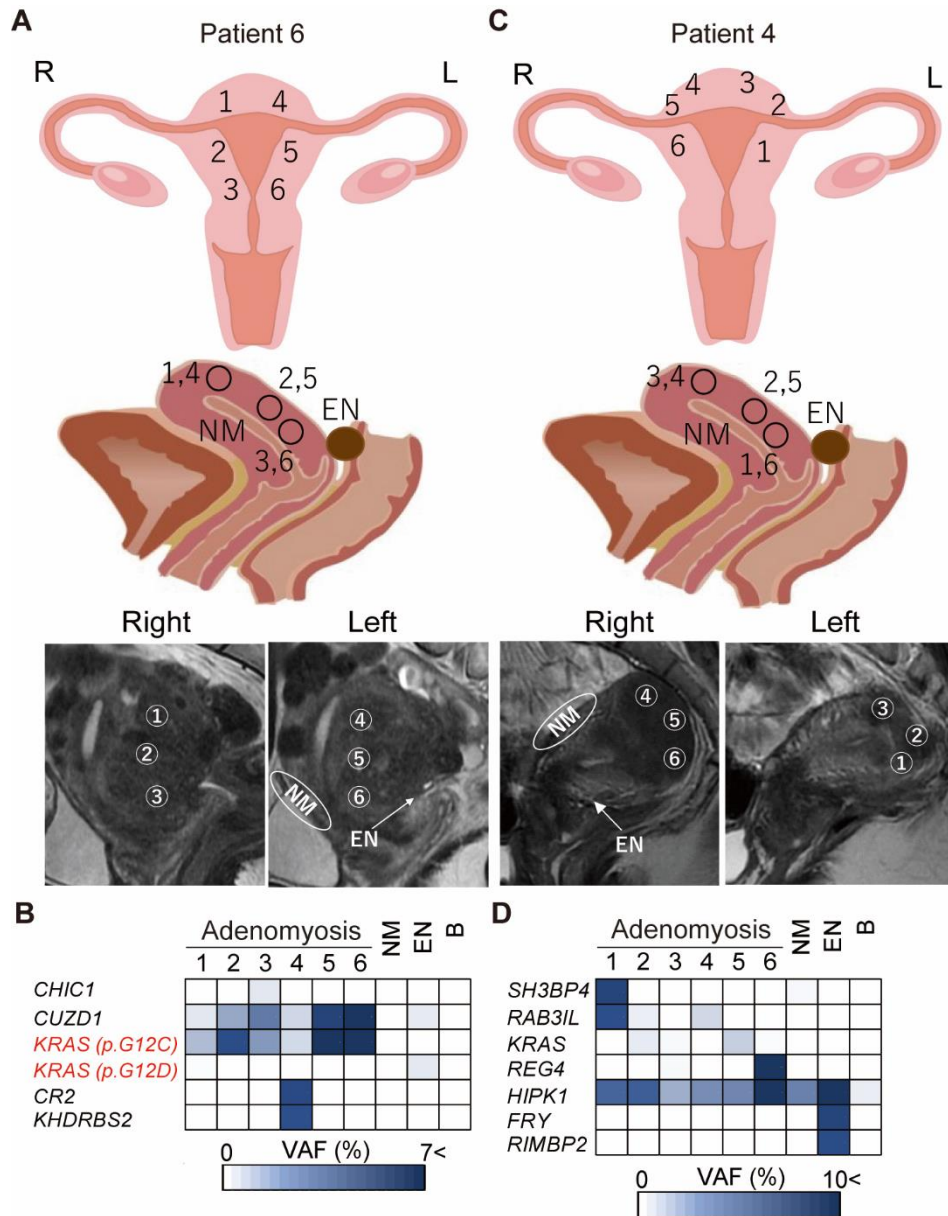 A
C
Patient 6
Patient 4
R
L
R
L
1 4
2 5
3 6
4 3
5 2
6 1
1,4
2,5
EN
NM
3,6
3,4
2,5
EN
NM
1,6
Right
Left
Right
Left
①
②
③
④
⑤
⑥
NM
EN
④
⑤
⑥
NM
EN
③
②
①
B
Adenomyosis NM EN B
1 2 3 4 5 6
CHIC1
CUZD1
KRAS (p.G12C)
KRAS (p.G12D)
CR2
KHDRBS2
0 VAF (%) 7<
D
Adenomyosis NM EN B
1 2 3 4 5 6
SH3BP4
RAB3IL
KRAS
REG4
HIPK1
FRY
RIMBP2
0 VAF (%) 10<